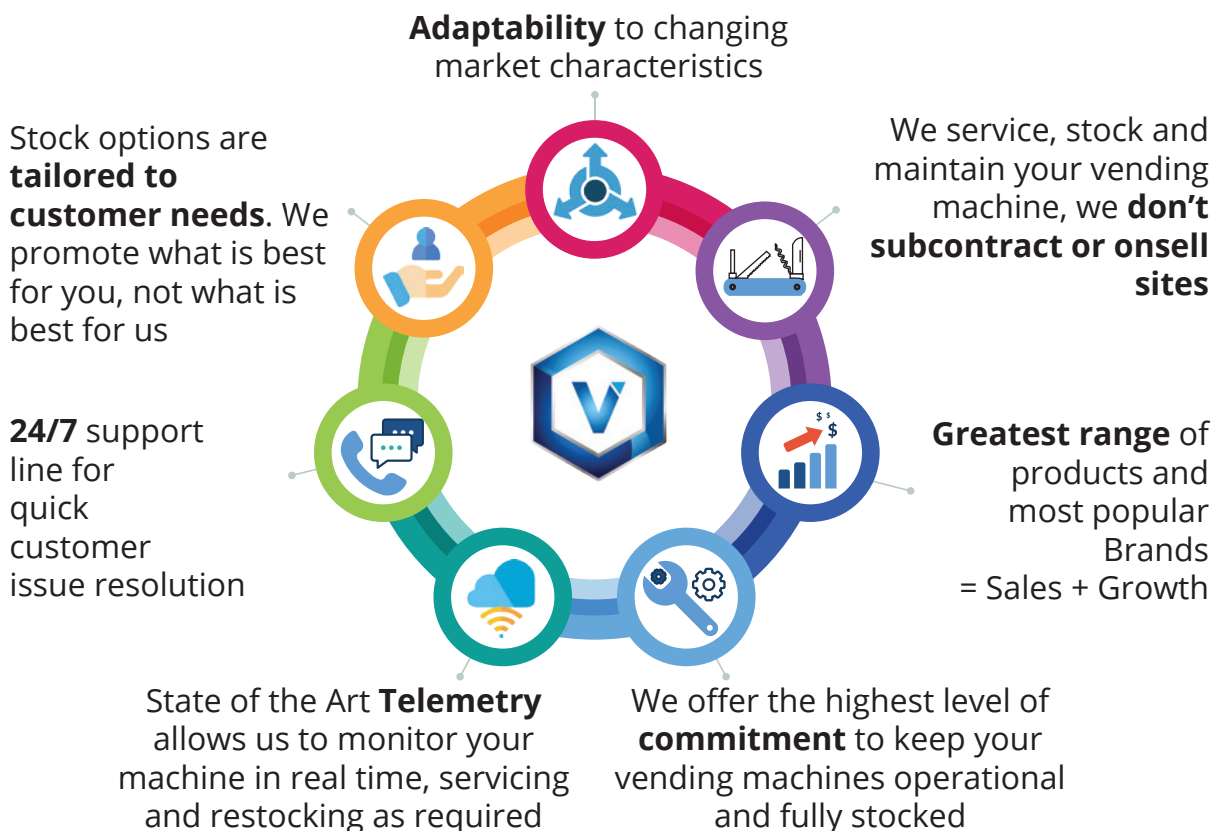 Adaptability to changing
market characteristics
We service, stock and
maintain your vending
machine, we don’t
subcontract or onsell
sites
Greatest range of
products and
most popular
Brands
= Sales + Growth
We offer the highest level of
commitment to keep your
vending machines operational
and fully stocked
State of the Art Telemetry
allows us to monitor your
machine in real time, servicing
and restocking as required
24/7 support
line for
quick
customer
issue resolution
Stock options are
tailored to
customer needs. We
promote what is best
for you, not what is
best for us
$ $
$
V